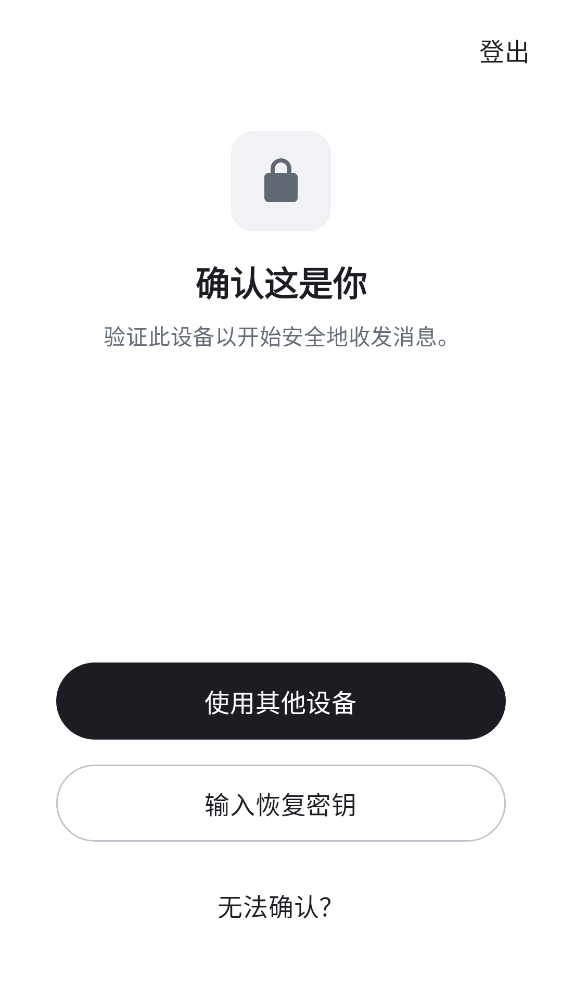 登出
确认这是你
验证此设备以开始安全地收发消息。
使用其他设备
输入恢复密钥
无法确认？